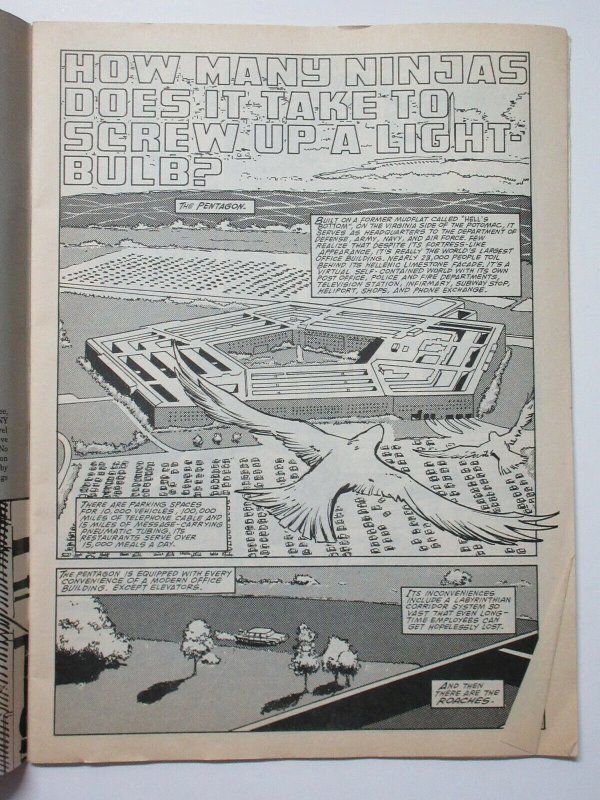 HOW MANY NINJAS
DOES IT TAKE TO
SCREW UP A LIGHT-
BULB?
THE PENTAGON.
BUILT ON A FORMER MUDFLAT CALLED "HELL'S
BOTTOM", ON THE VIRGINIA SIDE OF THE POTOMAC, IT
SERVES AS HEADQUARTERS TO THE DEPARTMENT OF
DEFENSE, ARMY, NAVY, AND AIR FORCE. FEW
REALIZE THAT DESPITE ITS FORTRESS-LIKE
APPEARANCE, IT'S REALLY THE WORLD'S LARGEST
OFFICE BUILDING. NEARLY 23,000 PEOPLE TOIL
BEHIND ITS HELLENIC LIMESTONE FACADE. IT'S A
VIRTUAL SELF-CONTAINED WORLD WITH ITS OWN
POST OFFICE, POLICE AND FIRE DEPARTMENTS,
TELEVISION STATION, INFIRMARY, SUBWAY STOP,
HELIPORT, SHOPS, AND PHONE EXCHANGE.
THERE ARE PARKING SPACES
FOR 10,000 VEHICLES, 100,000
MILES OF TELEPHONE CABLE AND
15 MILES OF MESSAGE-CARRYING
PNEUMATIC TUBING. ITS
RESTAURANTS SERVE OVER
15,000 MEALS A DAY.
THE PENTAGON IS EQUIPPED WITH EVERY
CONVENIENCE OF A MODERN OFFICE
BUILDING. EXCEPT ELEVATORS.
ITS INCONVENIENCES
INCLUDE A LABYRINTHIAN
CORRIDOR SYSTEM SO
VAST THAT EVEN LONG-
TIME EMPLOYEES CAN
GET HOPELESSLY LOST.
AND THEN
THERE ARE THE
ROACHES.